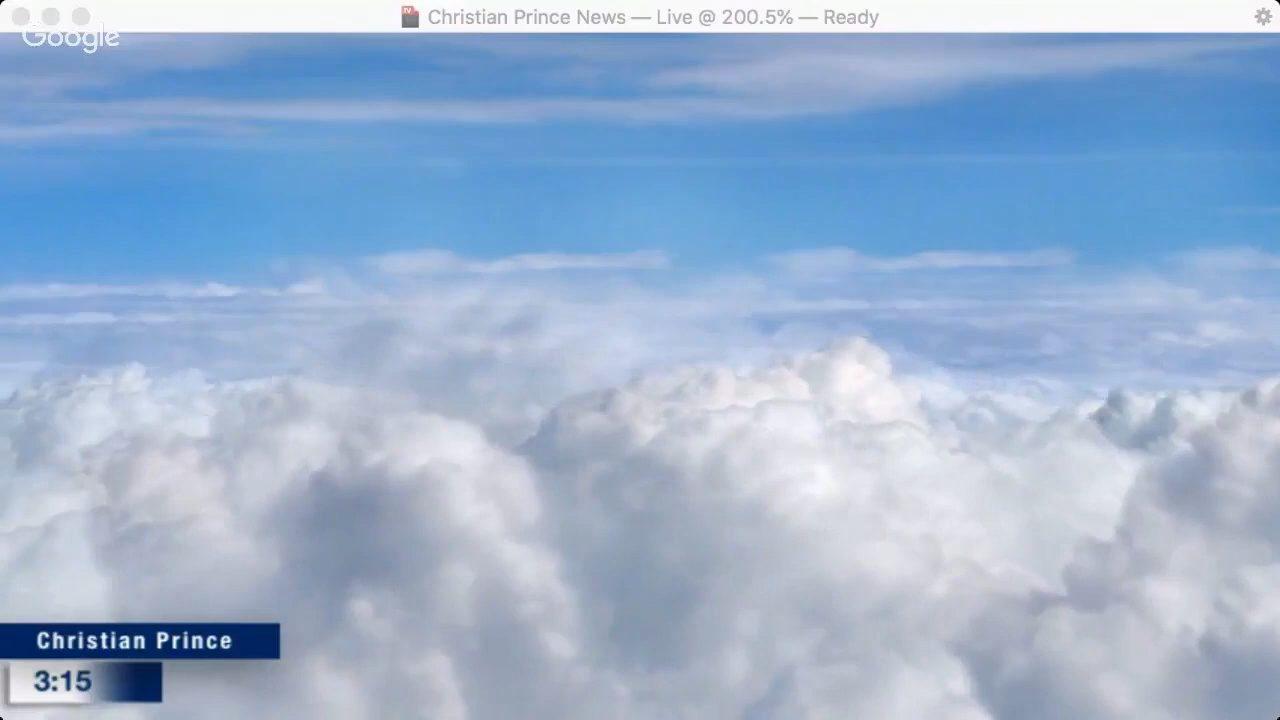 Christian Prince News — Live @ 200.5% — Ready
Google
Christian Prince
3:15